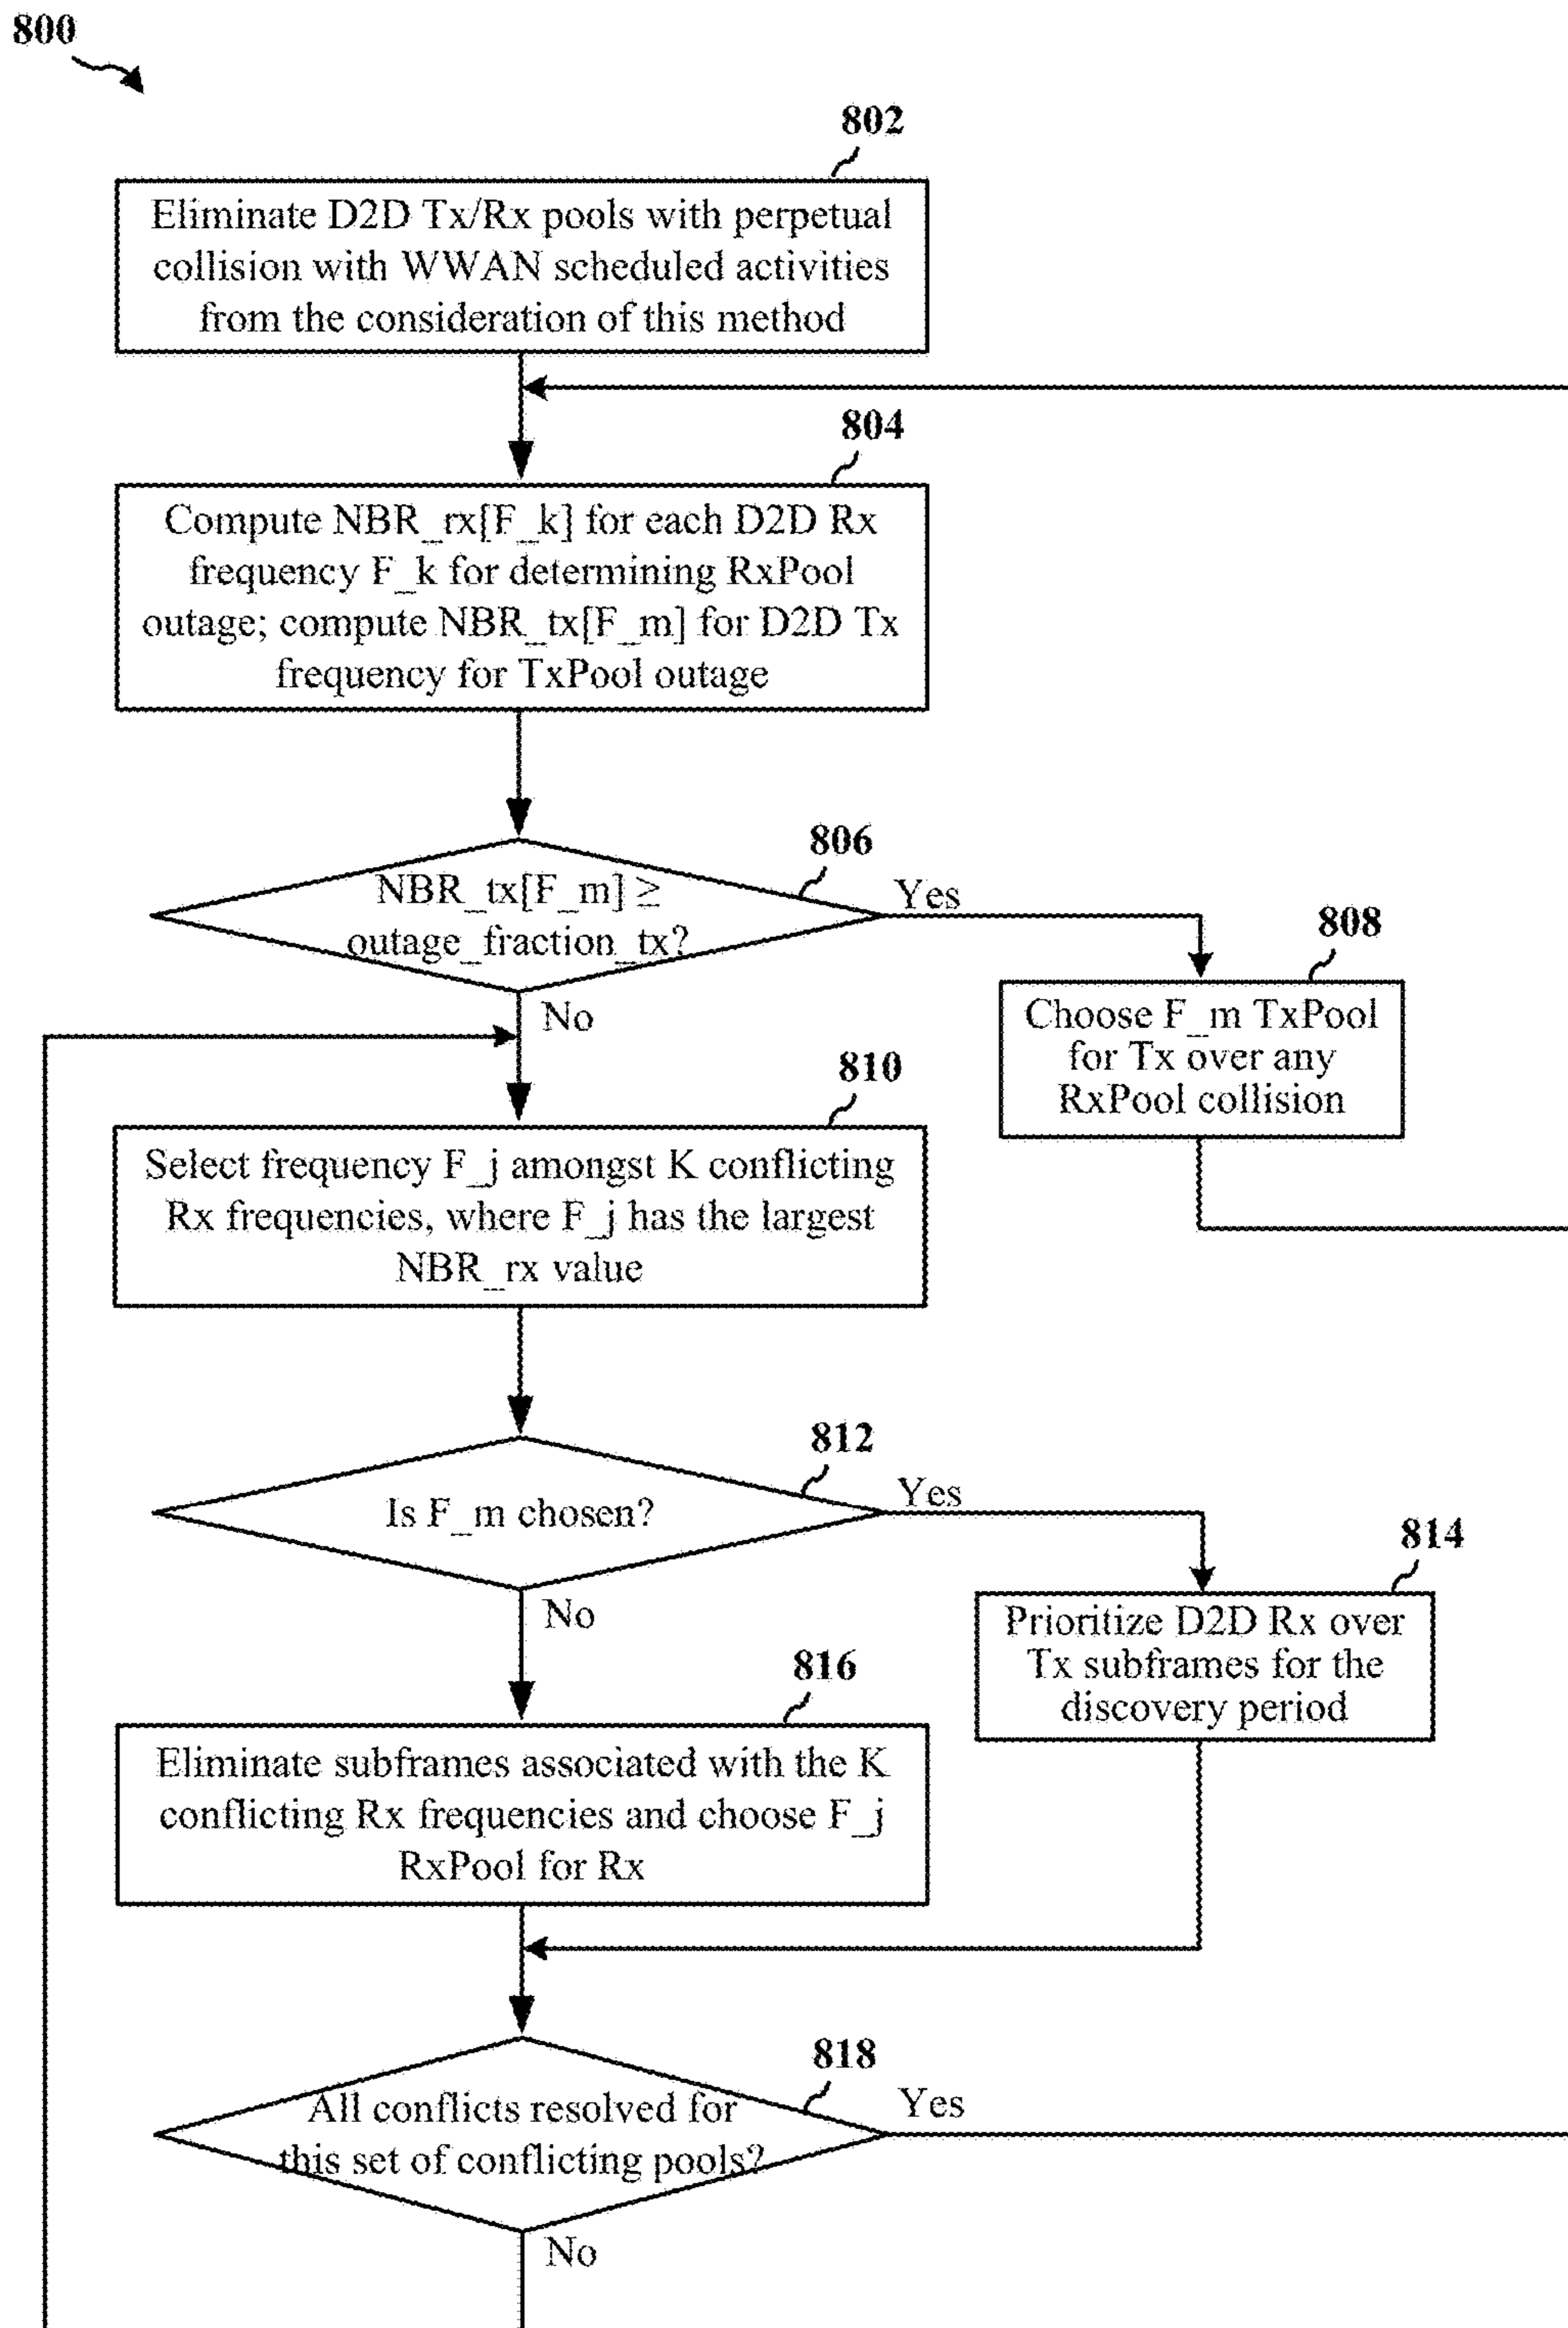 800
802
Eliminate D2D Tx/Rx pools with perpetual
collision with WWAN scheduled activities
from the consideration of this method
804
Compute NBR_rx[F_k] for each D2D Rx
frequency F_k for determining RxPool
outage; compute NBR_tx[F_m] for D2D Tx
frequency for TxPool outage
806
NBR_tx[F_m] ≥
outage_fraction_tx?
Yes
No
808
Choose F_m TxPool
for Tx over any
RxPool collision
810
Select frequency F_j amongst K conflicting
Rx frequencies, where F_j has the largest
NBR_rx value
812
Is F_m chosen?
Yes
No
814
Prioritize D2D Rx over
Tx subframes for the
discovery period
816
Eliminate subframes associated with the K
conflicting Rx frequencies and choose F_j
RxPool for Rx
818
All conflicts resolved for
this set of conflicting pools?
Yes
No